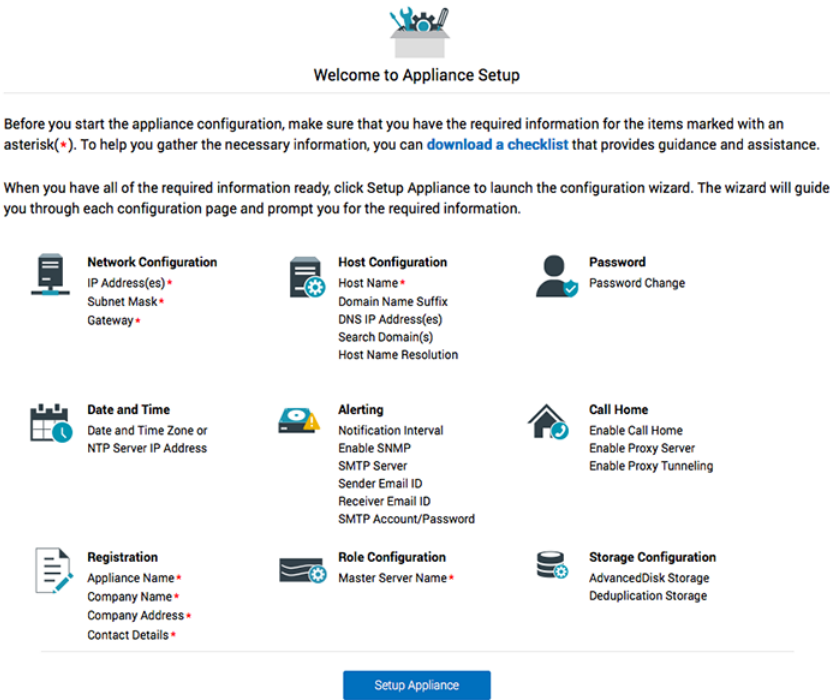 Welcome to Appliance Setup
Before you start the appliance configuration, make sure that you have the required information for the items marked with an
asterisk(*). To help you gather the necessary information, you can download a checklist that provides guidance and assistance.
When you have all of the required information ready, click Setup Appliance to launch the configuration wizard. The wizard will guide
you through each configuration page and prompt you for the required information.
Network Configuration
IP Address(es)*
Subnet Mask*
Gateway*
Host Configuration
Host Name*
Domain Name Suffix
DNS IP Address(es)
Search Domain(s)
Host Name Resolution
Password
Password Change
Date and Time
Date and Time Zone or
NTP Server IP Address
Alerting
Notification Interval
Enable SNMP
SMTP Server
Sender Email ID
Receiver Email ID
SMTP Account/Password
Call Home
Enable Call Home
Enable Proxy Server
Enable Proxy Tunneling
Registration
Appliance Name*
Company Name*
Company Address*
Contact Details*
Role Configuration
Master Server Name*
Storage Configuration
AdvancedDisk Storage
Deduplication Storage
Setup Appliance